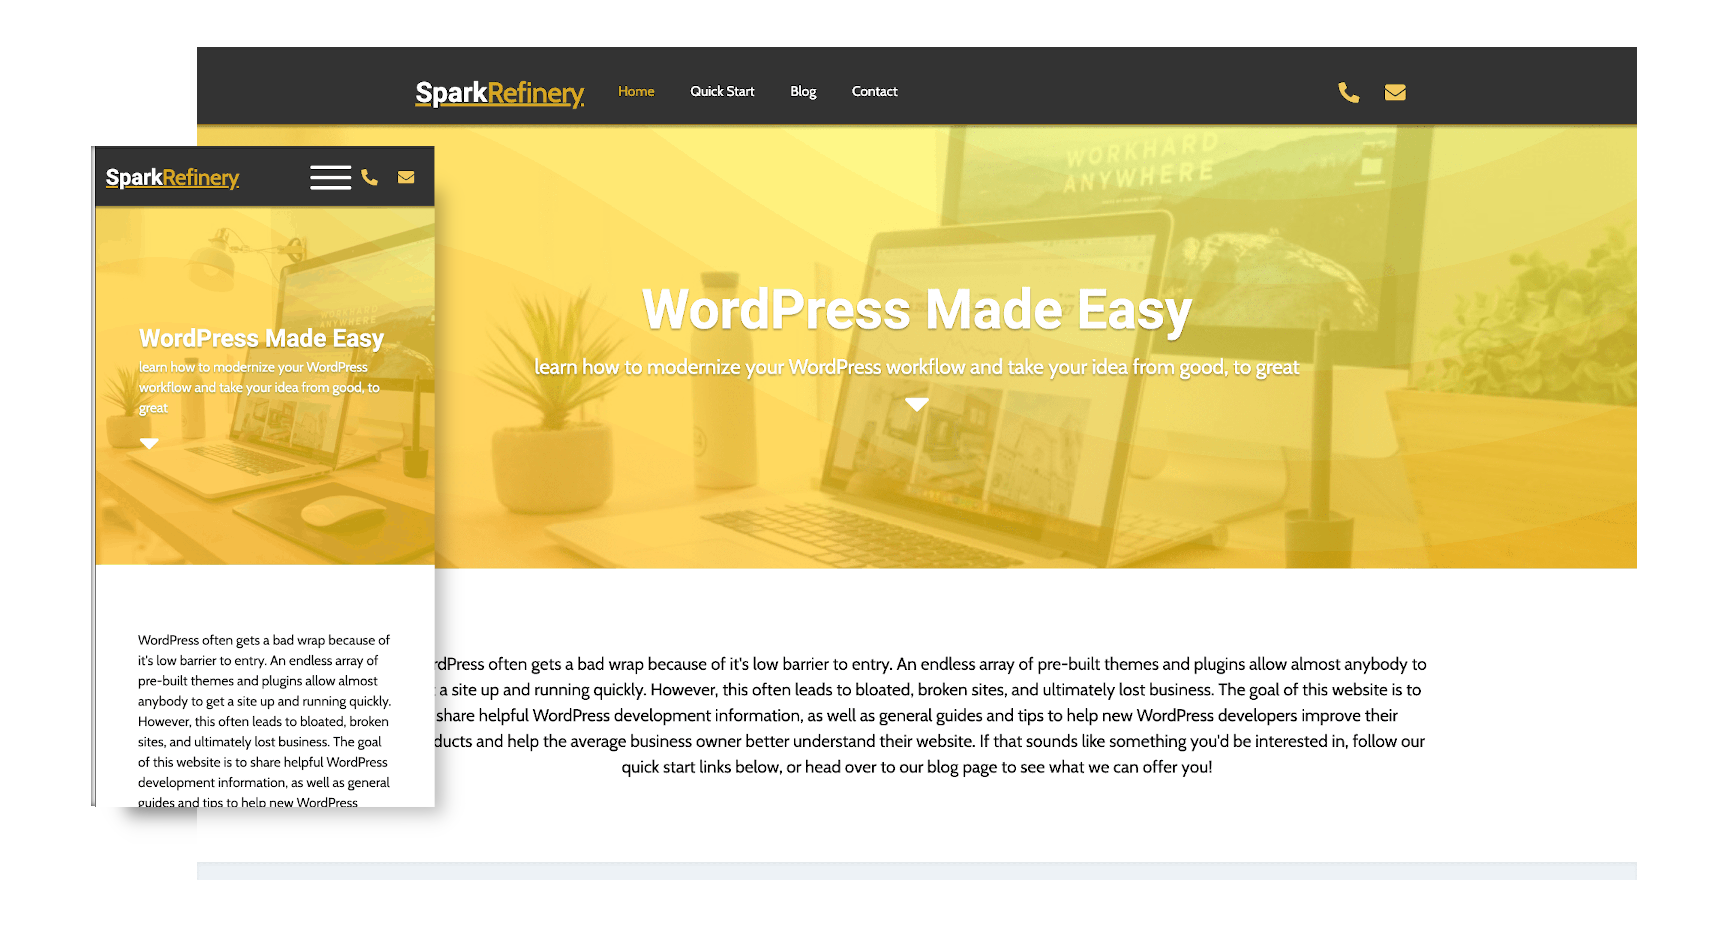 SparkRefinery Home Quick Start Blog Contact
WORKHARD
ANYWHERE
WordPress Made Easy
learn how to modernize your WordPress workflow and take your idea from good, to great
rdPress often gets a bad wrap because of it's low barrier to entry. An endless array of pre-built themes and plugins allow almost anybody to
a site up and running quickly. However, this often leads to bloated, broken sites, and ultimately lost business. The goal of this website is to
share helpful WordPress development information, as well as general guides and tips to help new WordPress developers improve their
ducts and help the average business owner better understand their website. If that sounds like something you'd be interested in, follow our
quick start links below, or head over to our blog page to see what we can offer you!
SparkRefinery
WORKHARD
ANYWHERE
WordPress Made Easy
learn how to modernize your WordPress
workflow and take your idea from good, to
great
WordPress often gets a bad wrap because of
it's low barrier to entry. An endless array of
pre-built themes and plugins allow almost
anybody to get a site up and running quickly.
However, this often leads to bloated, broken
sites, and ultimately lost business. The goal
of this website is to share helpful WordPress
development information, as well as general
guides and tips to help new WordPress